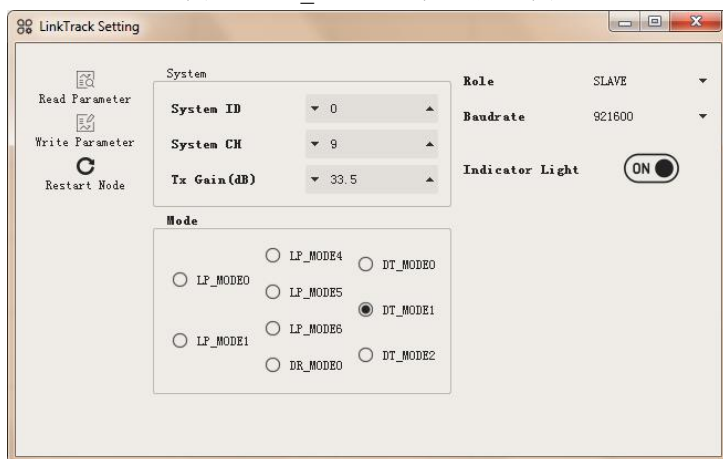 LinkTrack Setting
Read Parameter
Write Parameter
Restart Node
System
System ID 0
System CH 9
Tx Gain(dB) 33.5
Role SLAVE
Baudrate 921600
Indicator Light ON
Mode
LP_MODE0
LP_MODE1
LP_MODE4
LP_MODE5
LP_MODE6
DR_MODE0
DT_MODE0
DT_MODE1
DT_MODE2